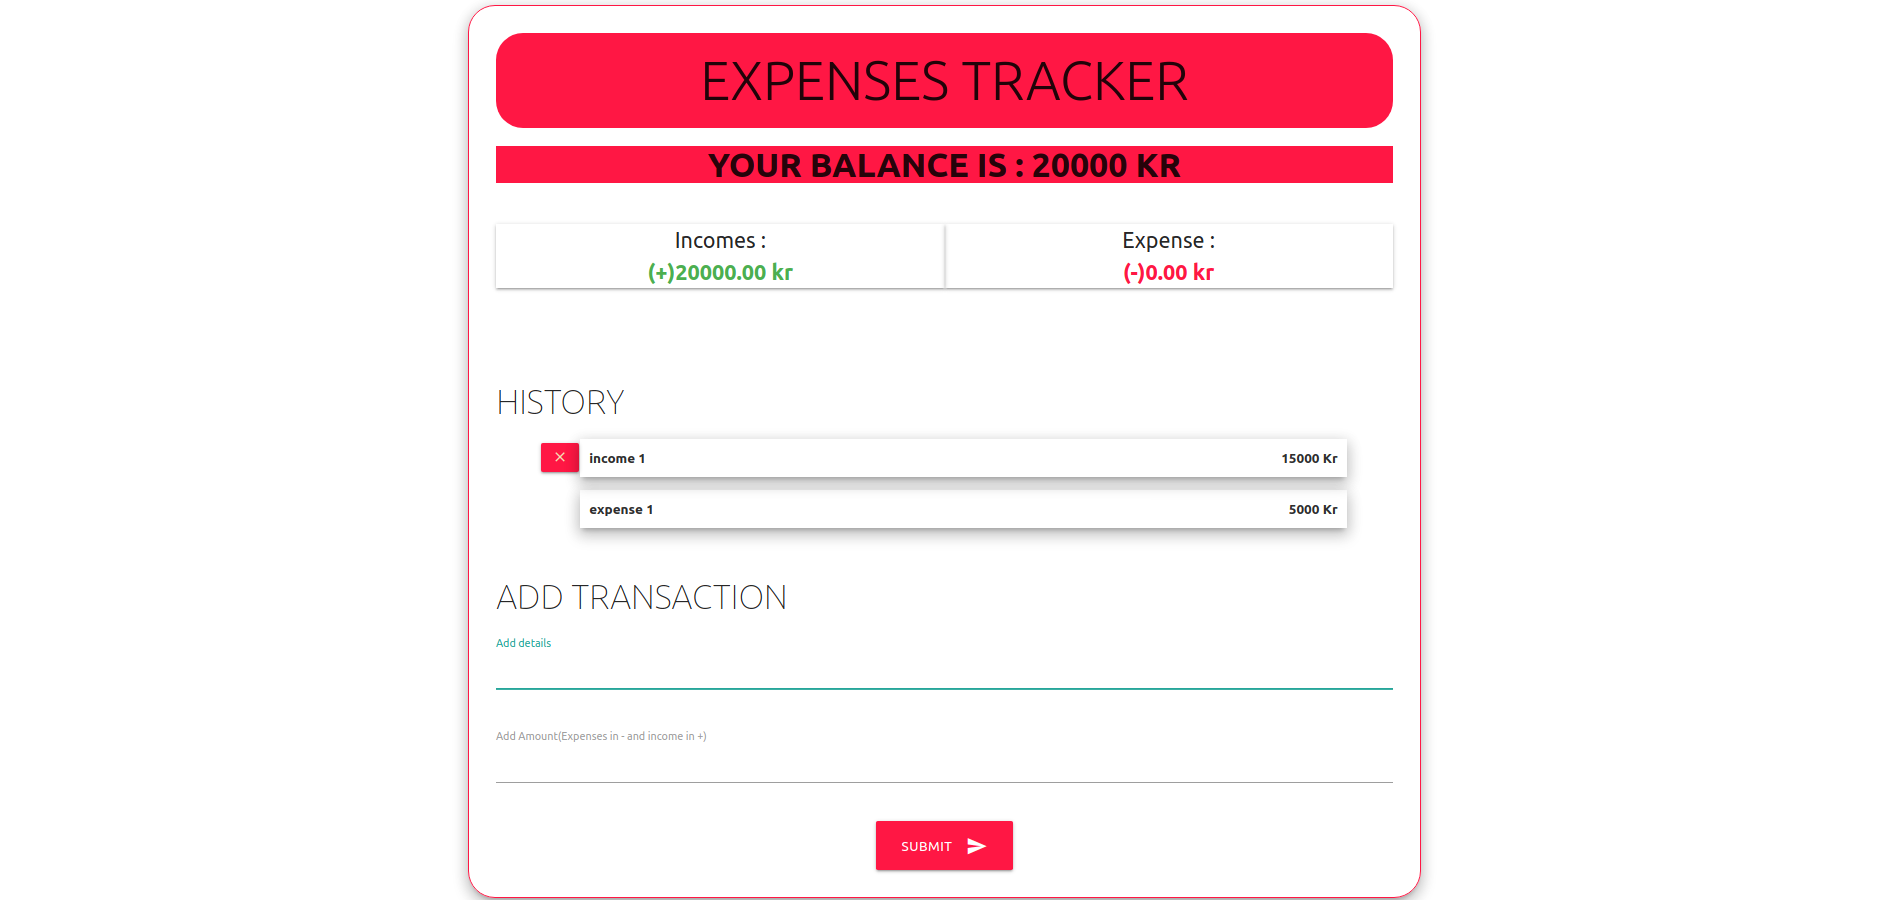 EXPENSES TRACKER
YOUR BALANCE IS : 20000 KR
Incomes :
(+)20000.00 kr
Expense :
(-)0.00 kr
HISTORY
income 1 15000 Kr
expense 1 5000 Kr
ADD TRANSACTION
Add details
Add Amount(Expenses in - and income in +)
SUBMIT